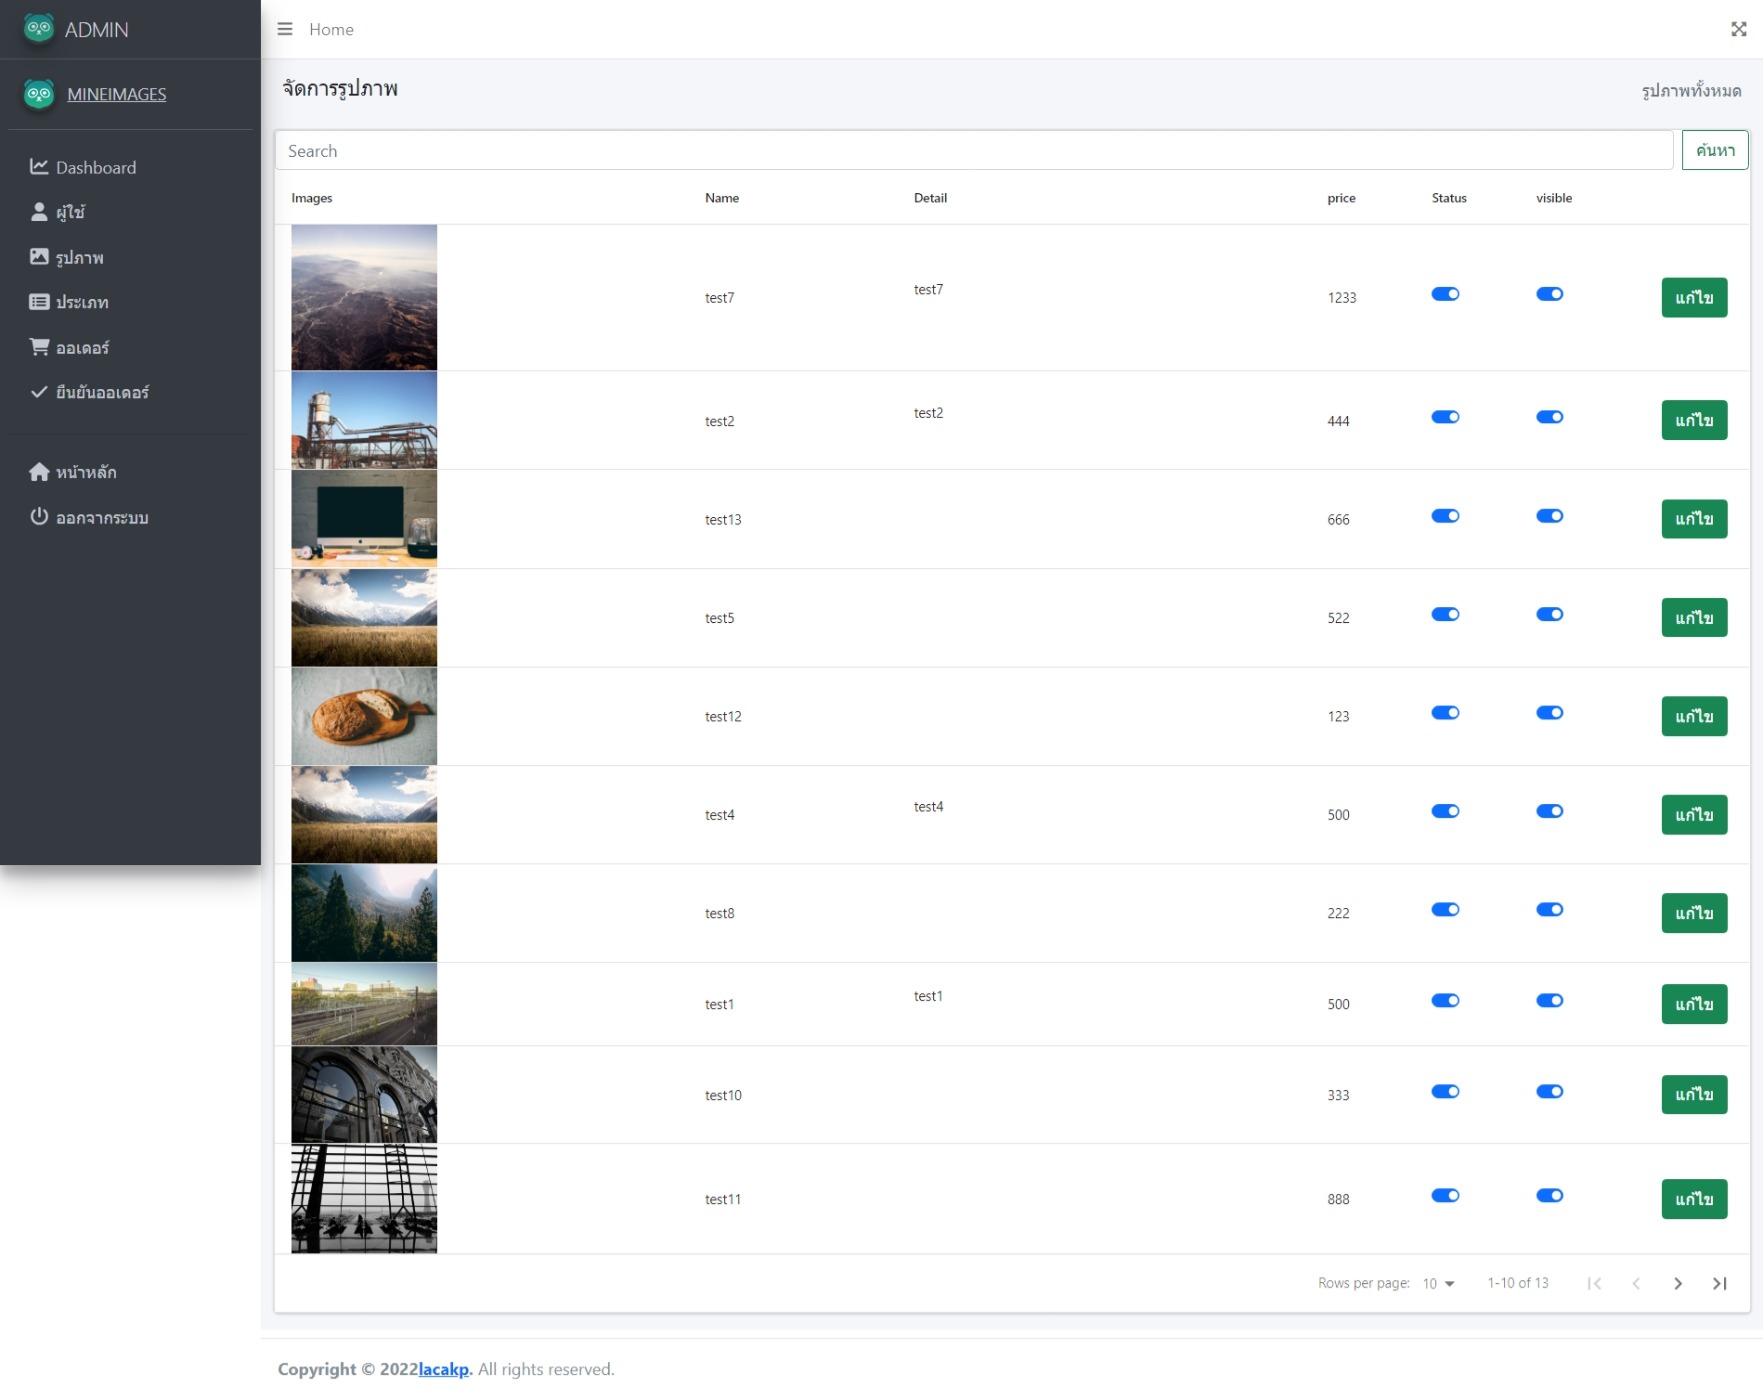 ADMIN
Home
MINEIMAGES
จัดการรูปภาพ
รูปภาพทั้งหมด
Search
ค้นหา
Dashboard
ผู้ใช้
รูปภาพ
ประเภท
ออเดอร์
ยืนยันออเดอร์
หน้าหลัก
ออกจากระบบ
Images Name Detail price Status visible
test7 test7 1233 แก้ไข
test2 test2 444 แก้ไข
test13 666 แก้ไข
test5 522 แก้ไข
test12 123 แก้ไข
test4 test4 500 แก้ไข
test8 222 แก้ไข
test1 test1 500 แก้ไข
test10 333 แก้ไข
test11 888 แก้ไข
Rows per page: 10 1-10 of 13
Copyright © 2022lacakp. All rights reserved.